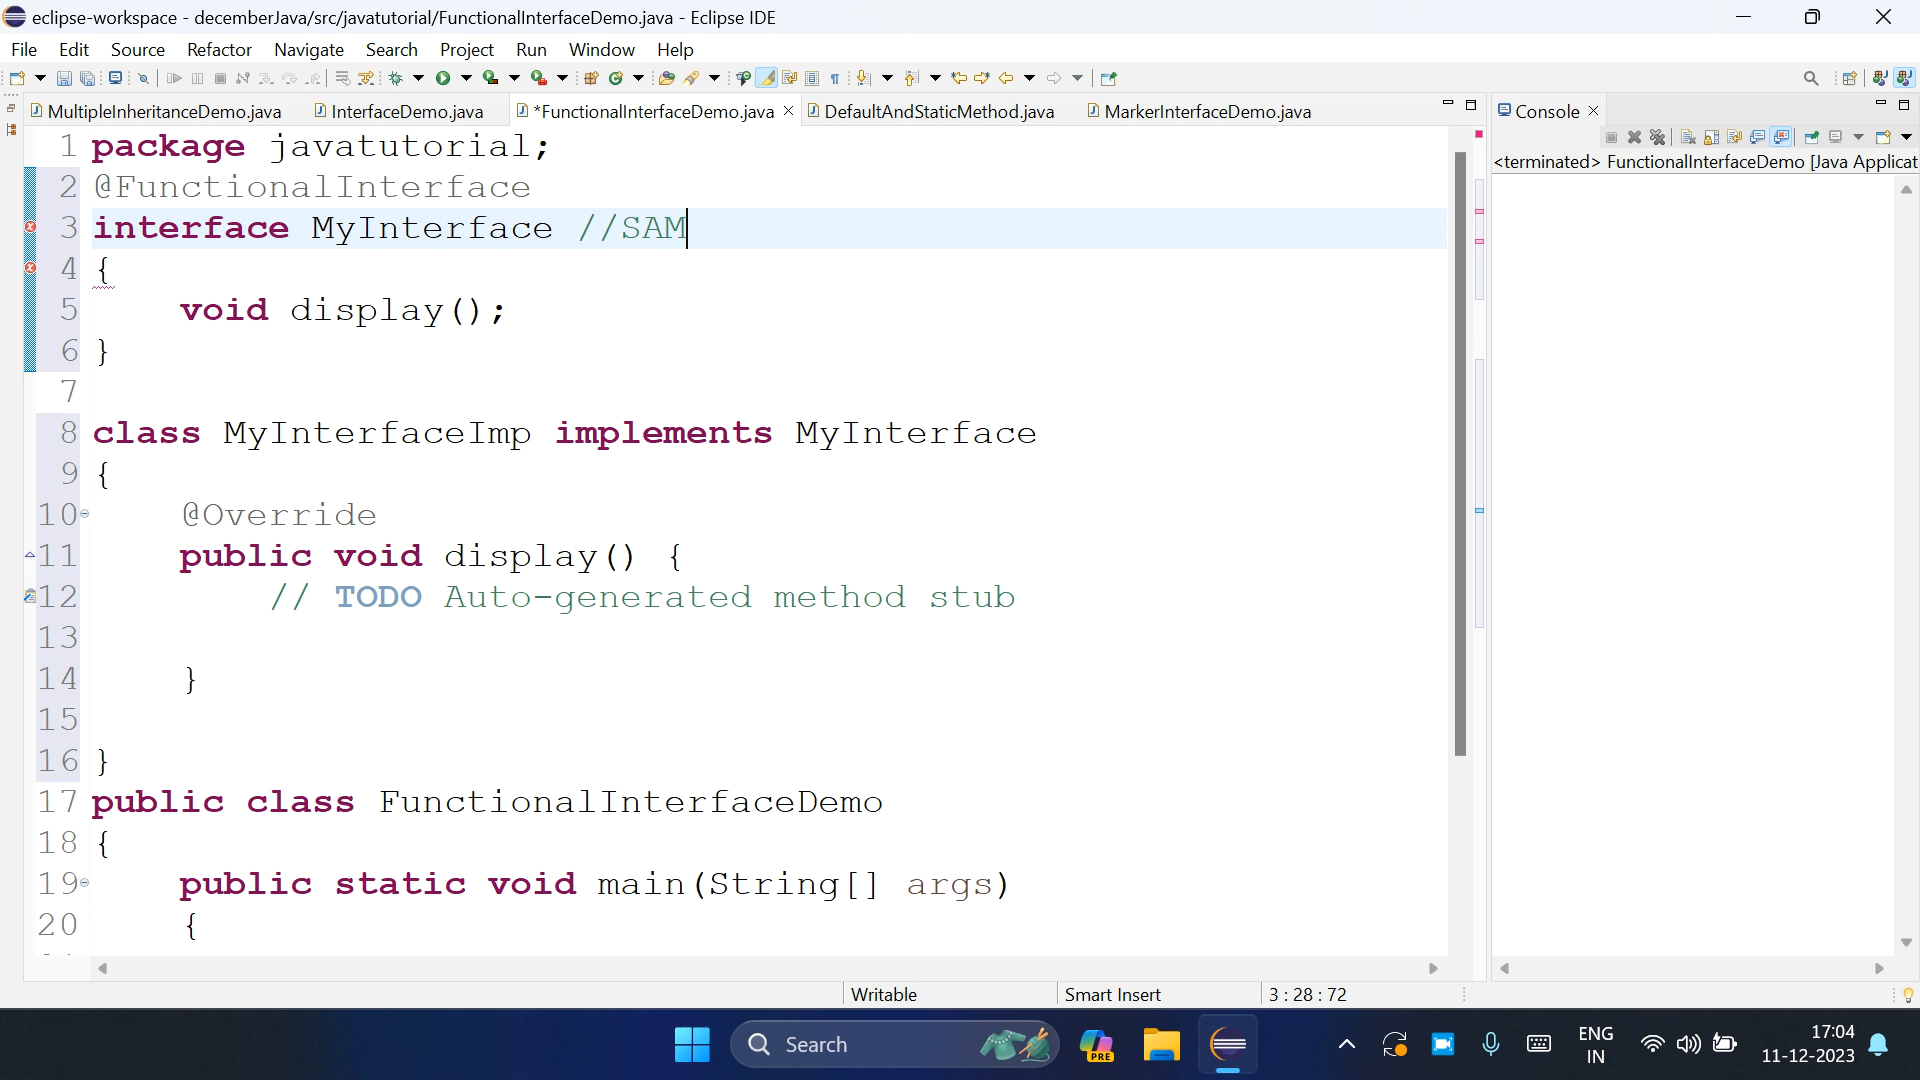 eclipse-workspace - decemberJava/src/javatutorial/FunctionalInterfaceDemo.java - Eclipse IDE
File Edit Source Refactor Navigate Search Project Run Window Help
MultipleInheritanceDemo.java InterfaceDemo.java *FunctionalInterfaceDemo.java DefaultAndStaticMethod.java MarkerInterfaceDemo.java Console
<terminated> FunctionalInterfaceDemo [Java Applicat
1 package javatutorial;
2 @FunctionalInterface
3 interface MyInterface //SAM
4 {
5 void display();
6 }
7
8 class MyInterfaceImp implements MyInterface
9 {
10 @Override
11 public void display() {
12 // TODO Auto-generated method stub
13
14 }
15
16 }
17 public class FunctionalInterfaceDemo
18 {
19 public static void main(String[] args)
20 {
Writable Smart Insert 3 : 28 : 72
Search PRE ENG 17:04
IN 11-12-2023